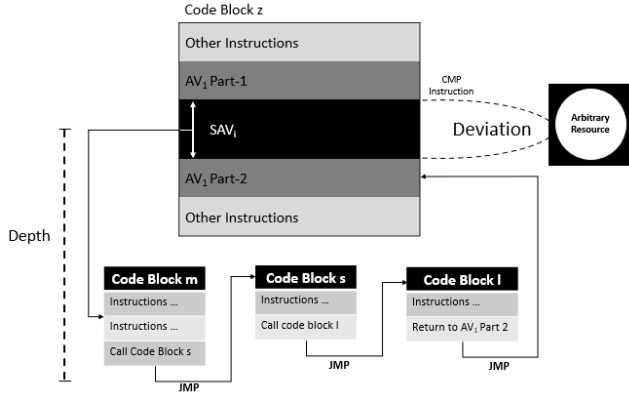 Code Block z
Other Instructions
AV₁ Part-1
SAVᵢ
AV₁ Part-2
Other Instructions
CMP
Instruction
Deviation
Arbitrary
Resource
Depth
Code Block m
Instructions ...
Instructions ...
Call Code Block s
JMP
Code Block s
Instructions ...
Call code block l
JMP
Code Block l
Instructions ...
Return to AV₁ Part 2
JMP